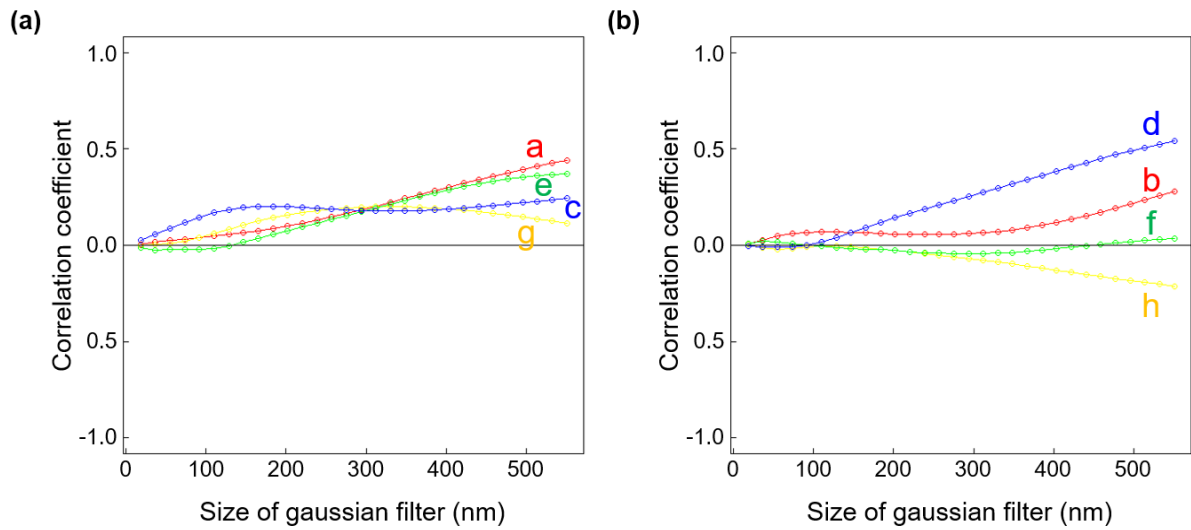 (a)
1.0
0.5
0.0
0.5
-1.0
Correlation coefficient
a
e
c
g
0 100 200 300 400 500
Size of gaussian filter (nm)
(b)
1.0
0.5
0.0
0.5
-1.0
Correlation coefficient
d
b
f
h
0 100 200 300 400 500
Size of gaussian filter (nm)